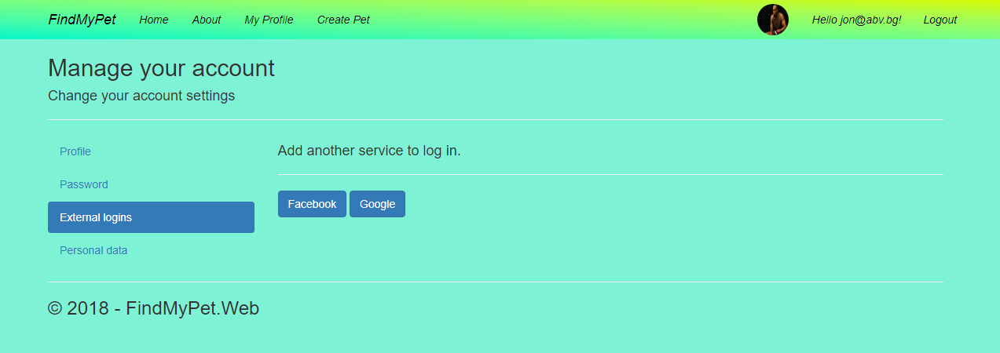 FindMyPet Home About My Profile Create Pet Hello jon@abv.bg! Logout
Manage your account
Change your account settings
Profile
Password
External logins
Personal data
Add another service to log in.
Facebook Google
© 2018 - FindMyPet.Web